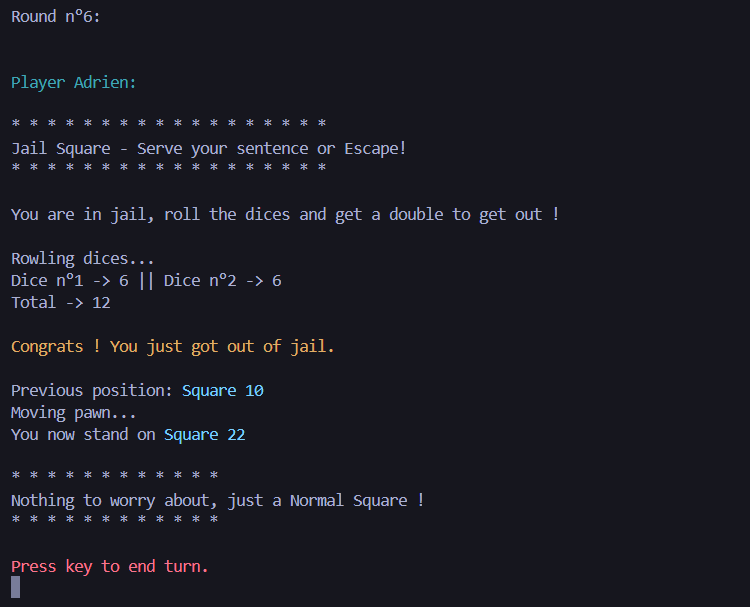 Round n°6:
Player Adrien:
* * * * * * * * * * * * * * * * * *
Jail Square - Serve your sentence or Escape!
* * * * * * * * * * * * * * * * * *
You are in jail, roll the dices and get a double to get out !
Rowling dices...
Dice n°1 -> 6 || Dice n°2 -> 6
Total -> 12
Congrats ! You just got out of jail.
Previous position: Square 10
Moving pawn...
You now stand on Square 22
* * * * * * * * * * * *
Nothing to worry about, just a Normal Square !
* * * * * * * * * * * *
Press key to end turn.